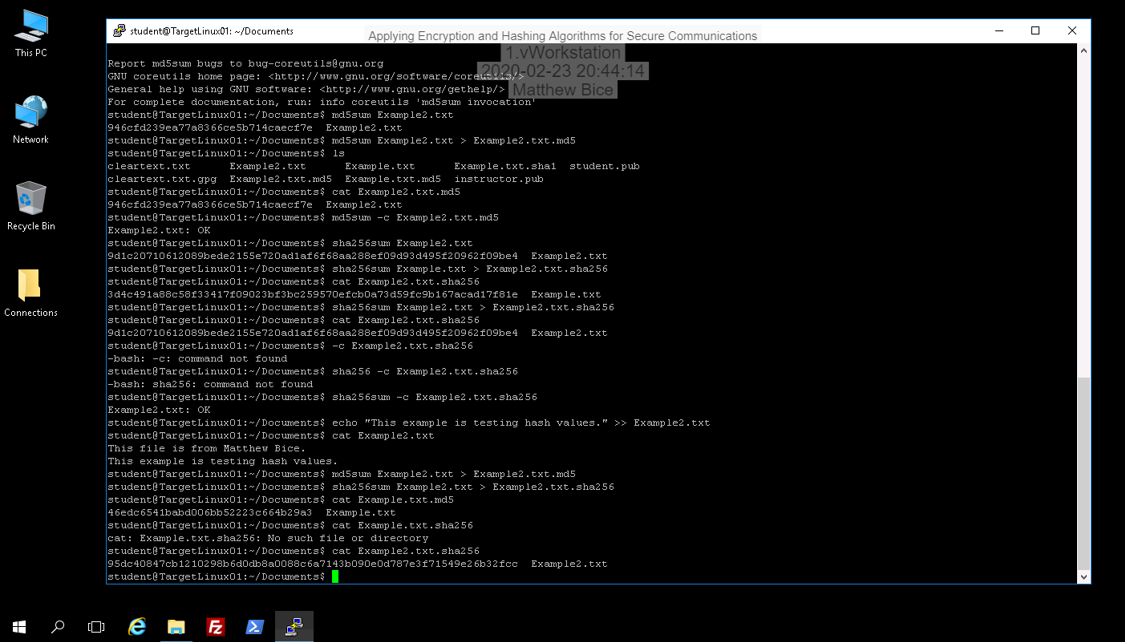 This PC
Network
Recycle Bin
Connections
student@TargetLinux01: ~/Documents
Applying Encryption and Hashing Algorithms for Secure Communications
1.vWorkstation
2020-02-23 20:44:14
Matthew Bice
Report md5sum bugs to bug-coreutils@gnu.org
GNU coreutils home page: <http://www.gnu.org/software/coreutils/>
General help using GNU software: <http://www.gnu.org/gethelp/>
For complete documentation, run: info coreutils 'md5sum invocation'
student@TargetLinux01:~/Documents$ md5sum Example2.txt
946cfd239ea77a8366ce5b714caecf7e  Example2.txt
student@TargetLinux01:~/Documents$ md5sum Example2.txt > Example2.txt.md5
student@TargetLinux01:~/Documents$ ls
cleartext.txt      Example2.txt      Example.txt      Example.txt.sha1  student.pub
cleartext.txt.gpg  Example2.txt.md5  Example.txt.md5  instructor.pub
student@TargetLinux01:~/Documents$ cat Example2.txt.md5
946cfd239ea77a8366ce5b714caecf7e  Example2.txt
student@TargetLinux01:~/Documents$ md5sum -c Example2.txt.md5
Example2.txt: OK
student@TargetLinux01:~/Documents$ sha256sum Example2.txt
9d1c20710612089bede2155e720ad1af6f68aa288ef09d93d495f20962f09be4  Example2.txt
student@TargetLinux01:~/Documents$ sha256sum Example.txt > Example2.txt.sha256
student@TargetLinux01:~/Documents$ cat Example2.txt.sha256
3d4c491a88c58f33417f09023bf3bc259570efcb0a73d59fc9b167acad17f81e  Example.txt
student@TargetLinux01:~/Documents$ sha256sum Example2.txt > Example2.txt.sha256
student@TargetLinux01:~/Documents$ cat Example2.txt.sha256
9d1c20710612089bede2155e720ad1af6f68aa288ef09d93d495f20962f09be4  Example2.txt
student@TargetLinux01:~/Documents$ -c Example2.txt.sha256
-bash: -c: command not found
student@TargetLinux01:~/Documents$ sha256 -c Example2.txt.sha256
-bash: sha256: command not found
student@TargetLinux01:~/Documents$ sha256sum -c Example2.txt.sha256
Example2.txt: OK
student@TargetLinux01:~/Documents$ echo "This example is testing hash values." >> Example2.txt
student@TargetLinux01:~/Documents$ cat Example2.txt
This file is from Matthew Bice.
This example is testing hash values.
student@TargetLinux01:~/Documents$ md5sum Example2.txt > Example2.txt.md5
student@TargetLinux01:~/Documents$ sha256sum Example2.txt > Example2.txt.sha256
student@TargetLinux01:~/Documents$ cat Example.txt.md5
46edc6541babd006bb52223c664b29a3  Example.txt
student@TargetLinux01:~/Documents$ cat Example.txt.sha256
cat: Example.txt.sha256: No such file or directory
student@TargetLinux01:~/Documents$ cat Example2.txt.sha256
95dc40847cb1210298b6d0db8a0088c6a7143b090e0d787e3f71549e26b32fcc  Example2.txt
student@TargetLinux01:~/Documents$